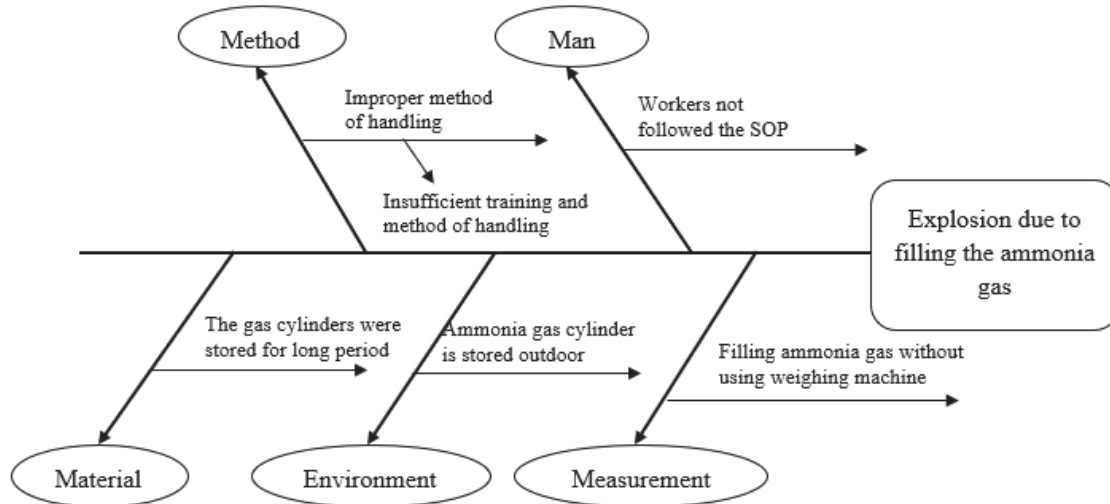 Method
Man
Improper method
of handling
Workers not
followed the SOP
Insufficient training and
method of handling
Explosion due to
filling the ammonia
gas
The gas cylinders were
stored for long period
Ammonia gas cylinder
is stored outdoor
Filling ammonia gas without
using weighing machine
Material
Environment
Measurement